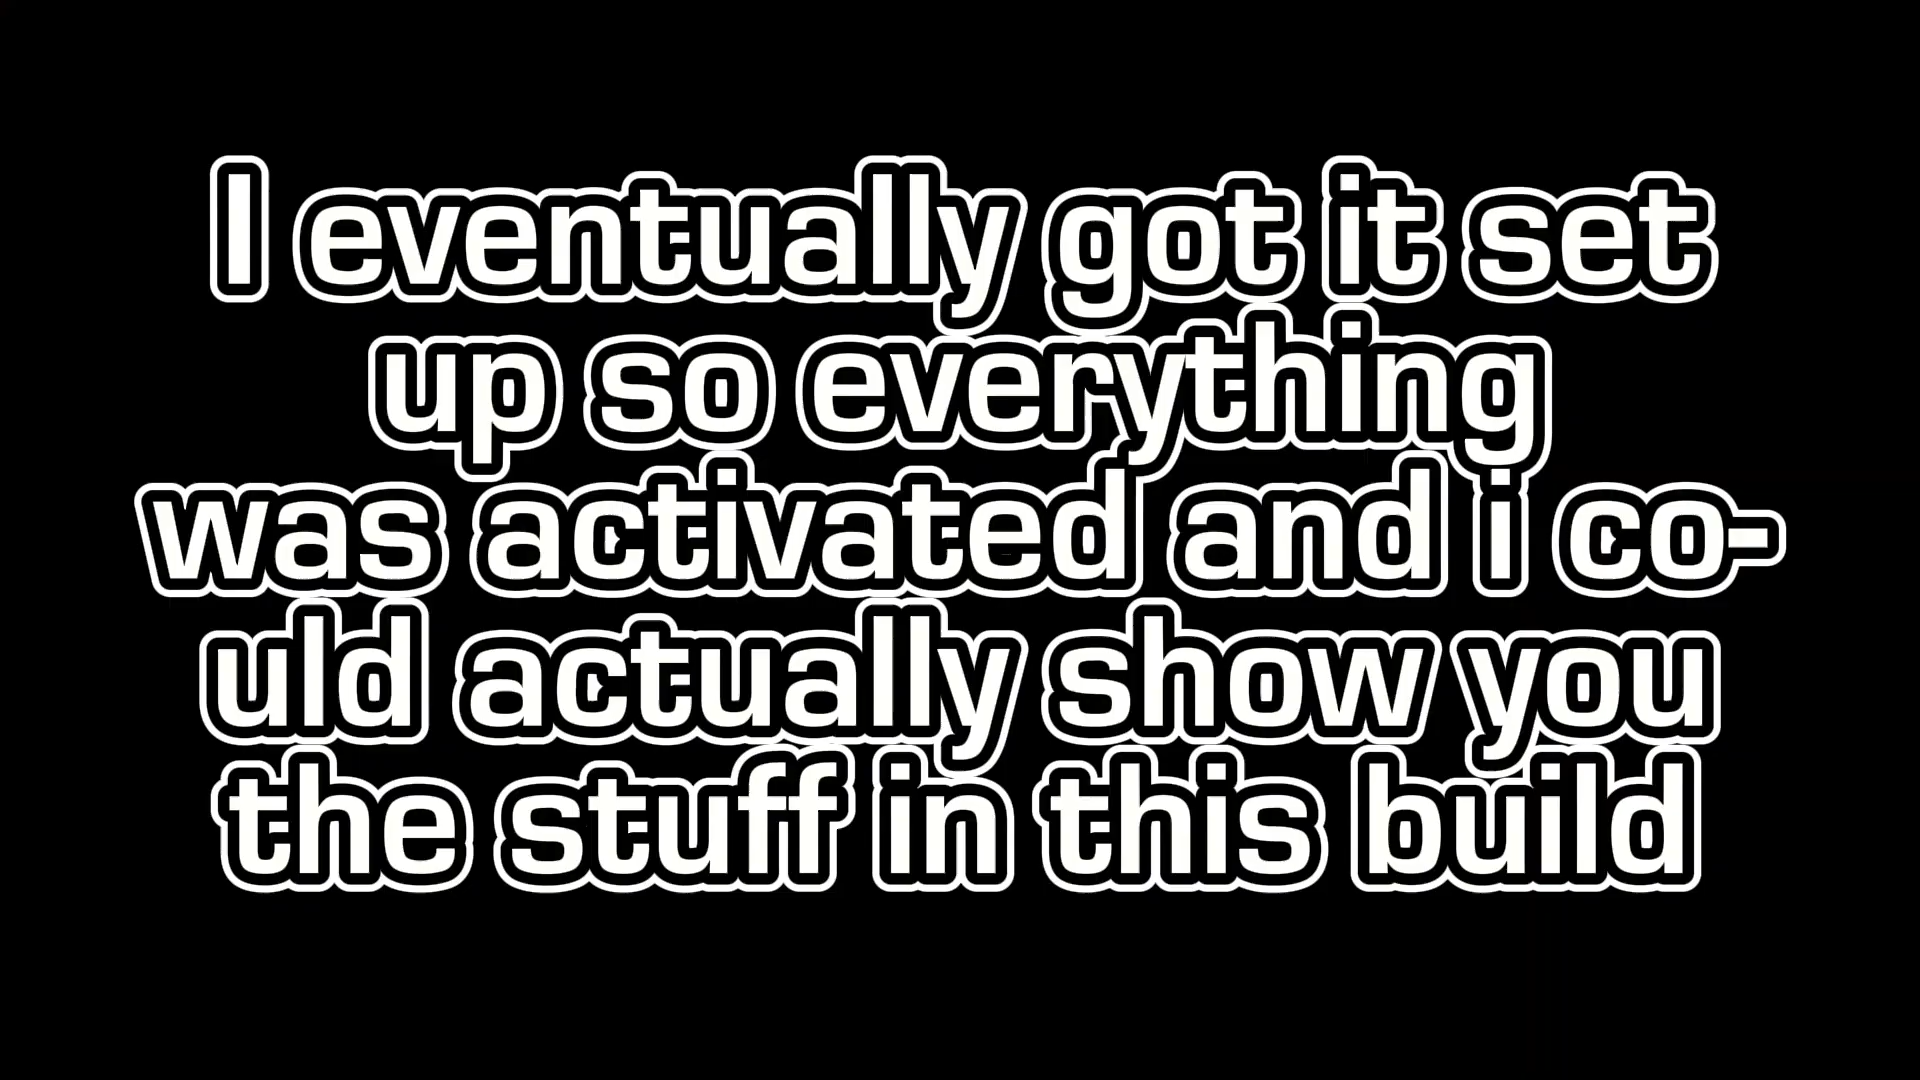 I eventually got it set
up so everything
was activated and i co-
uld actually show you
the stuff in this build